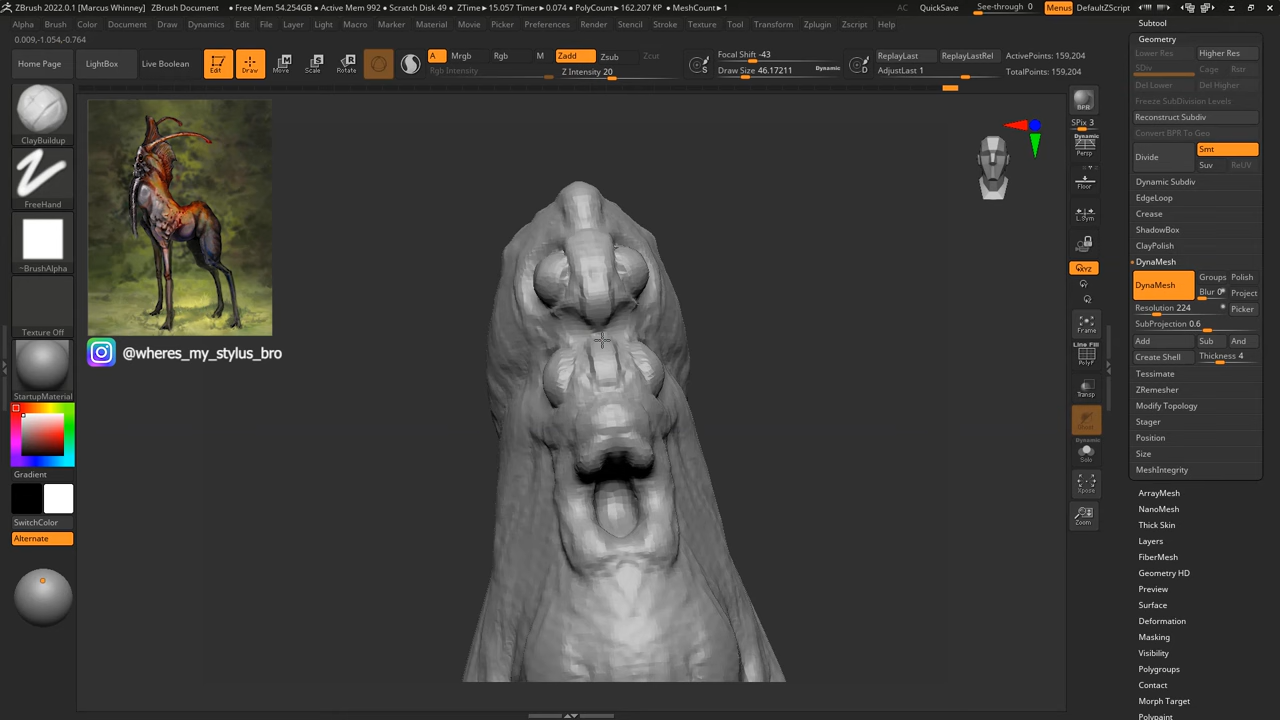 ZBrush 2022.0.1 [Marcus Whinney] ZBrush Document ● Free Mem 54.254GB ● Active Mem 992 ● Scratch Disk 49 ● ZTime▸15.057 Timer▸0.074 ● PolyCount▸162.207 KP ● MeshCount▸1 AC QuickSave See-through 0 Menus DefaultZScript
Alpha Brush Color Document Draw Dynamics Edit File Layer Light Macro Marker Material Movie Picker Preferences Render Stencil Stroke Texture Tool Transform Zplugin Zscript Help
0.009,-1.054,-0.764
Home Page LightBox Live Boolean Edit Draw Move Scale Rotate
A Mrgb Rgb M Zadd Zsub Zcut
Rgb Intensity Z Intensity 20
Focal Shift -43
Draw Size 46.17211 Dynamic
S D
ReplayLast ReplayLastRel ActivePoints: 159,204
AdjustLast 1 TotalPoints: 159,204
ClayBuildup
FreeHand
~BrushAlpha
Texture Off
StartupMaterial
Gradient
SwitchColor
Alternate
@wheres_my_stylus_bro
BPR
SPix 3
Dynamic
Persp
Floor
L.Sym
XYZ
Frame
Line Fill
PolyF
Transp
Ghost
Dynamic
Solo
Xpose
Zoom
Subtool
Geometry
Lower Res Higher Res
SDiv Cage Rstr
Del Lower Del Higher
Freeze SubDivision Levels
Reconstruct Subdiv
Convert BPR To Geo
Divide Smt
Suv ReUV
Dynamic Subdiv
EdgeLoop
Crease
ShadowBox
ClayPolish
DynaMesh
DynaMesh Groups Polish
Blur 0 Project
Resolution 224 Picker
SubProjection 0.6
Add Sub And
Create Shell Thickness 4
Tessimate
ZRemesher
Modify Topology
Stager
Position
Size
MeshIntegrity
ArrayMesh
NanoMesh
Thick Skin
Layers
FiberMesh
Geometry HD
Preview
Surface
Deformation
Masking
Visibility
Polygroups
Contact
Morph Target
Polypaint